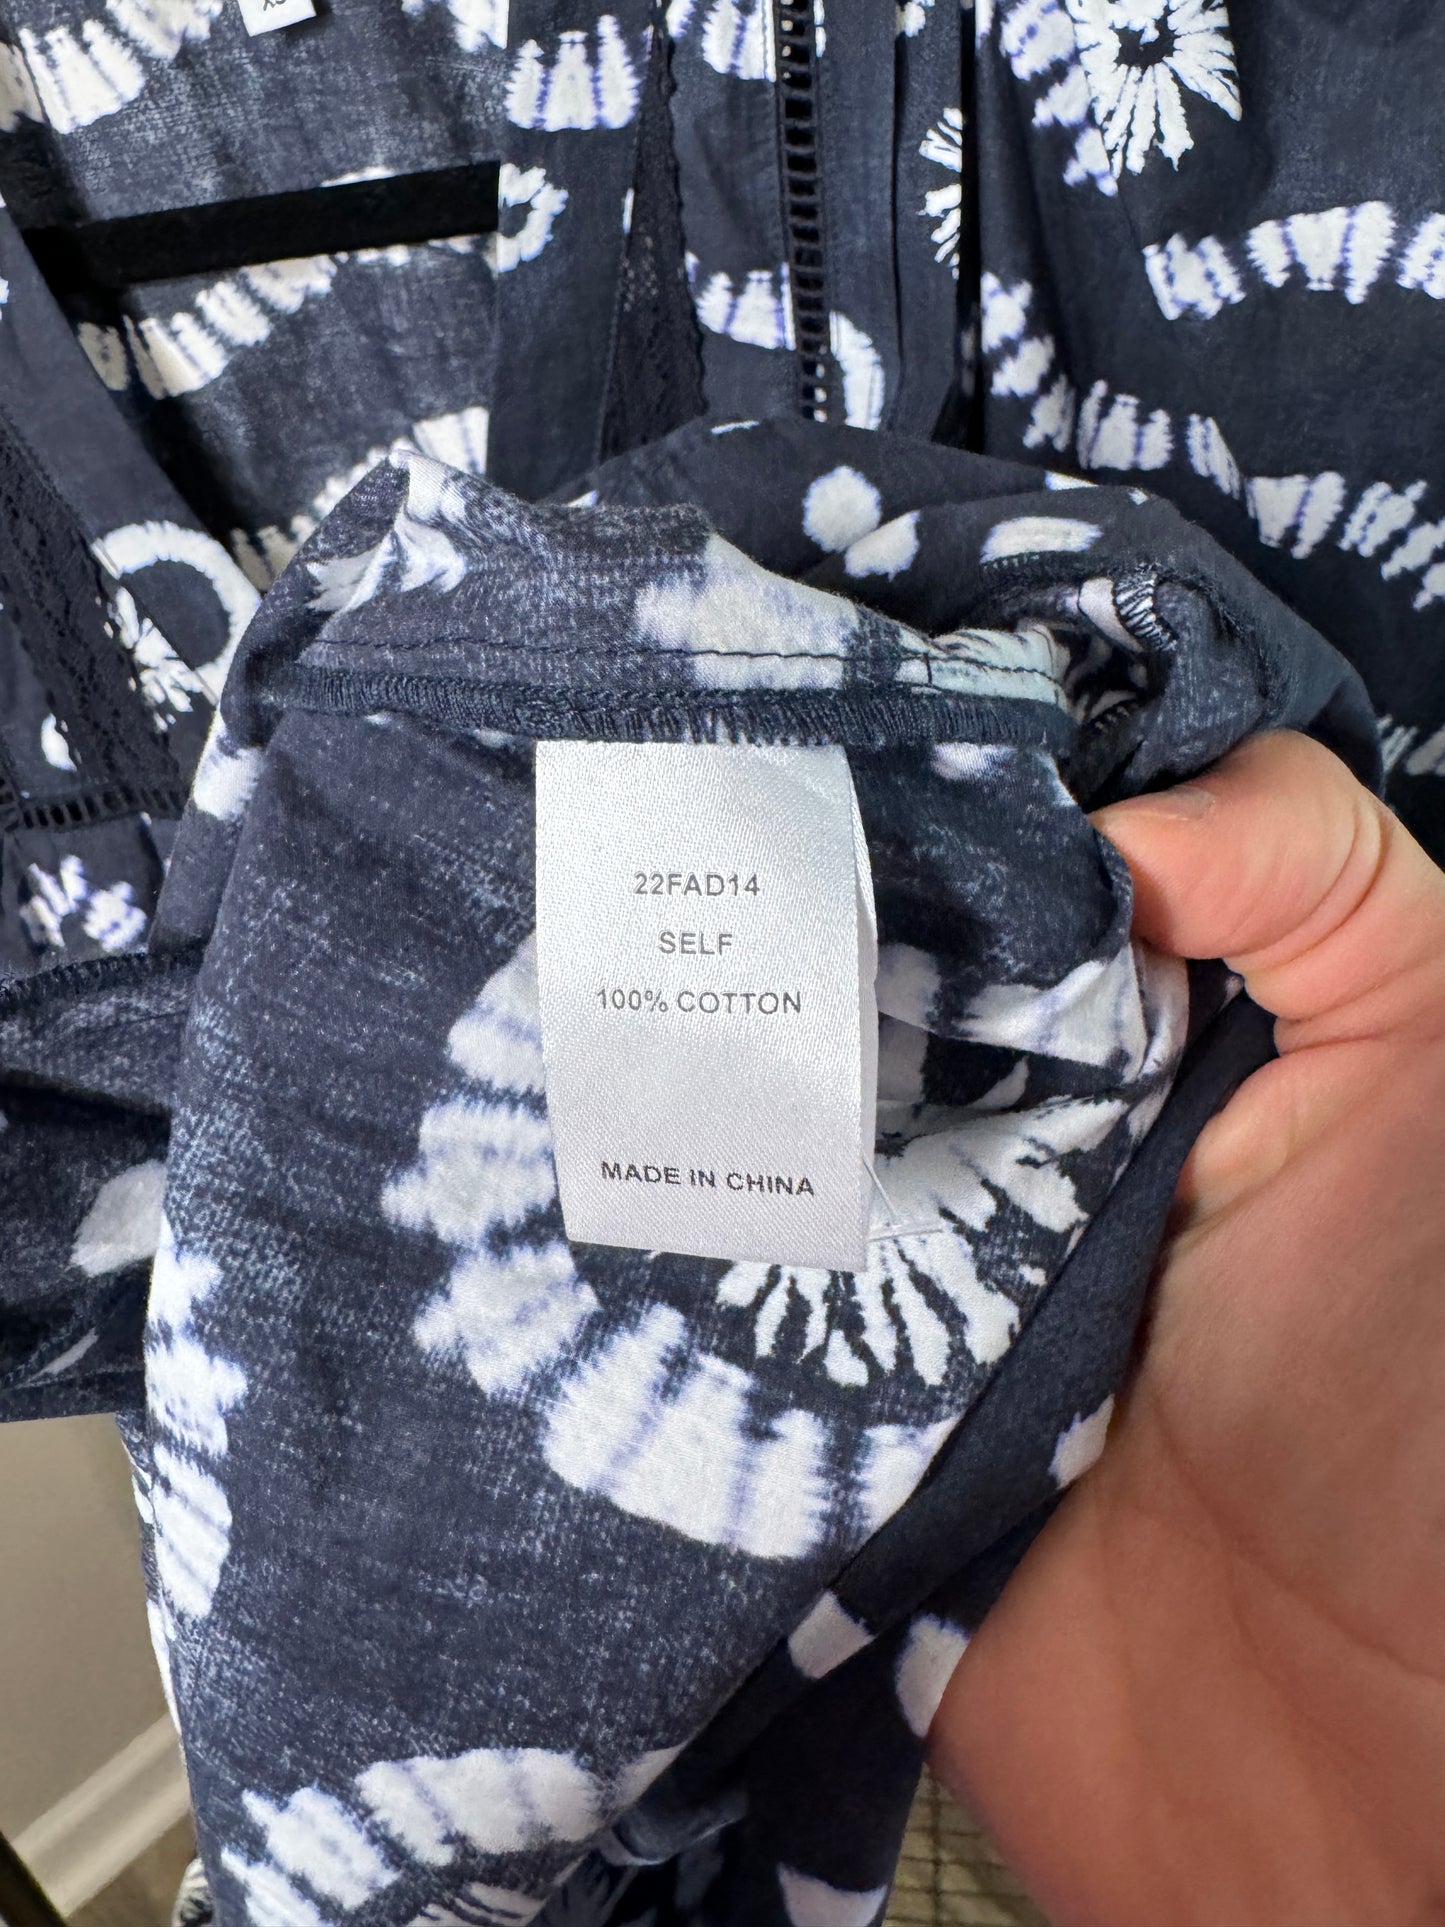 22FAD14
SELF
100% COTTON
MADE IN CHINA